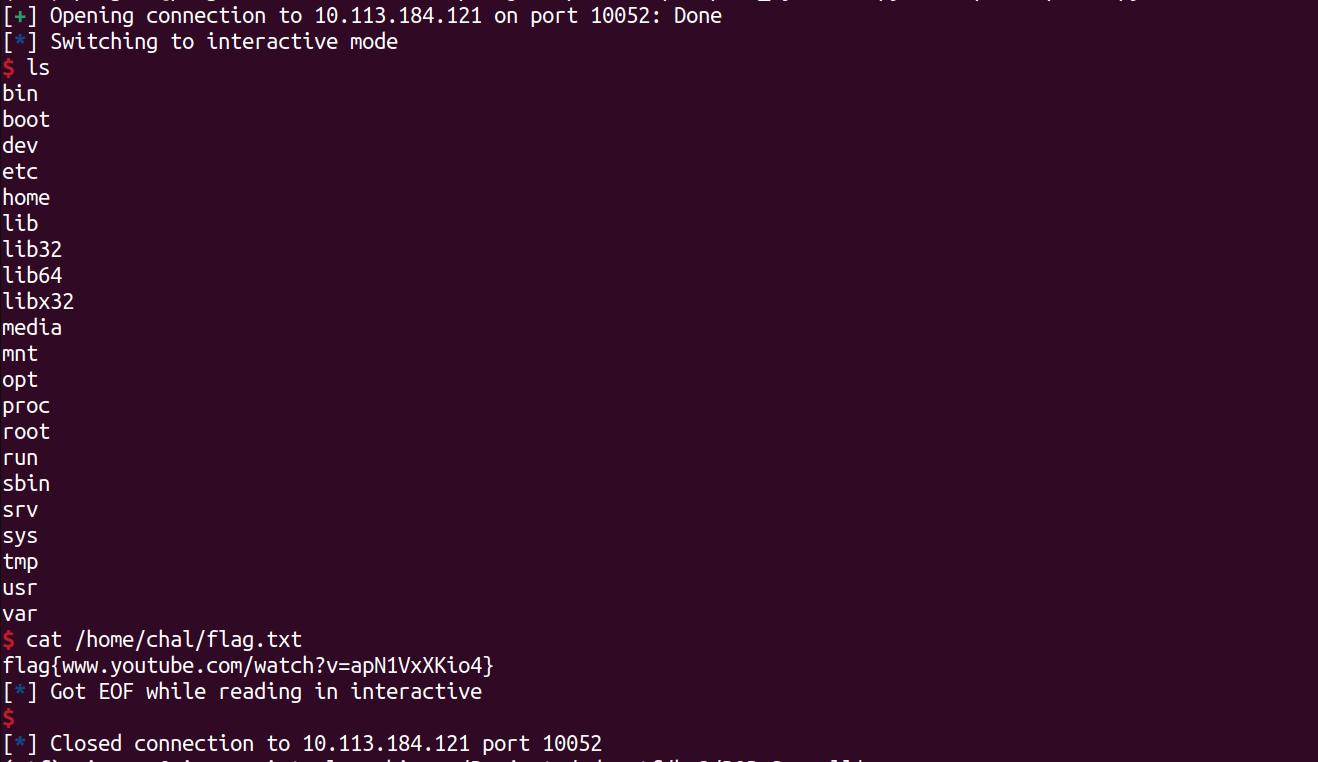 [+] Opening connection to 10.113.184.121 on port 10052: Done
[*] Switching to interactive mode
$ ls
bin
boot
dev
etc
home
lib
lib32
lib64
libx32
media
mnt
opt
proc
root
run
sbin
srv
sys
tmp
usr
var
$ cat /home/chal/flag.txt
flag{www.youtube.com/watch?v=apN1VxXKio4}
[*] Got EOF while reading in interactive
$
[*] Closed connection to 10.113.184.121 port 10052